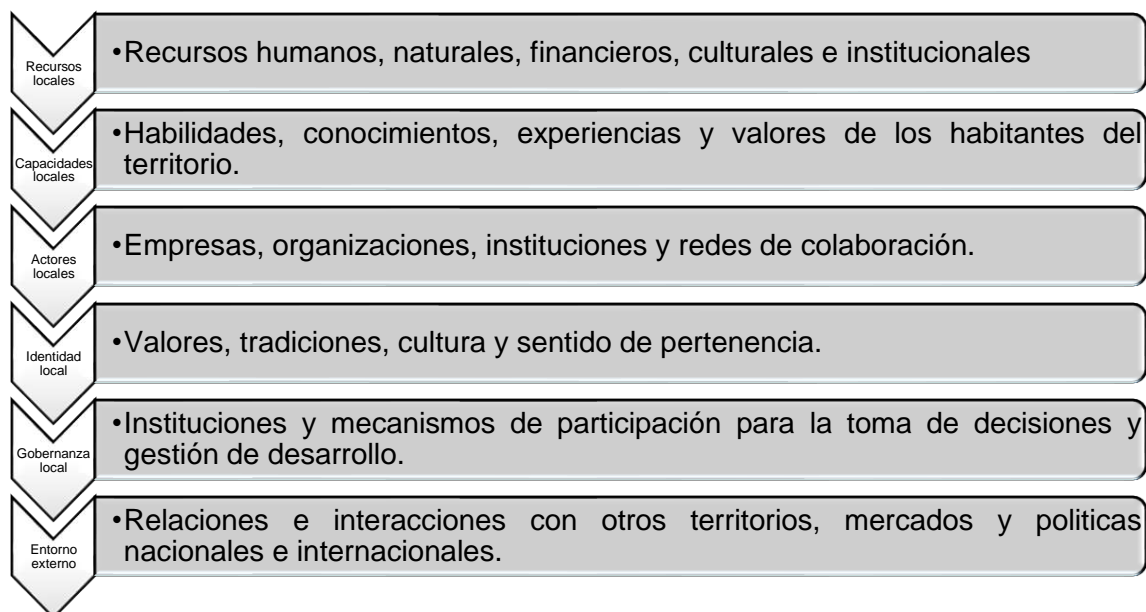 Recursos
locales
•Recursos humanos, naturales, financieros, culturales e institucionales
Capacidades
locales
•Habilidades, conocimientos, experiencias y valores de los habitantes del
territorio.
Actores
locales
•Empresas, organizaciones, instituciones y redes de colaboración.
Identidad
local
•Valores, tradiciones, cultura y sentido de pertenencia.
Gobernanza
local
•Instituciones y mecanismos de participación para la toma de decisiones y
gestión de desarrollo.
Entorno
externo
•Relaciones e interacciones con otros territorios, mercados y politicas
nacionales e internacionales.